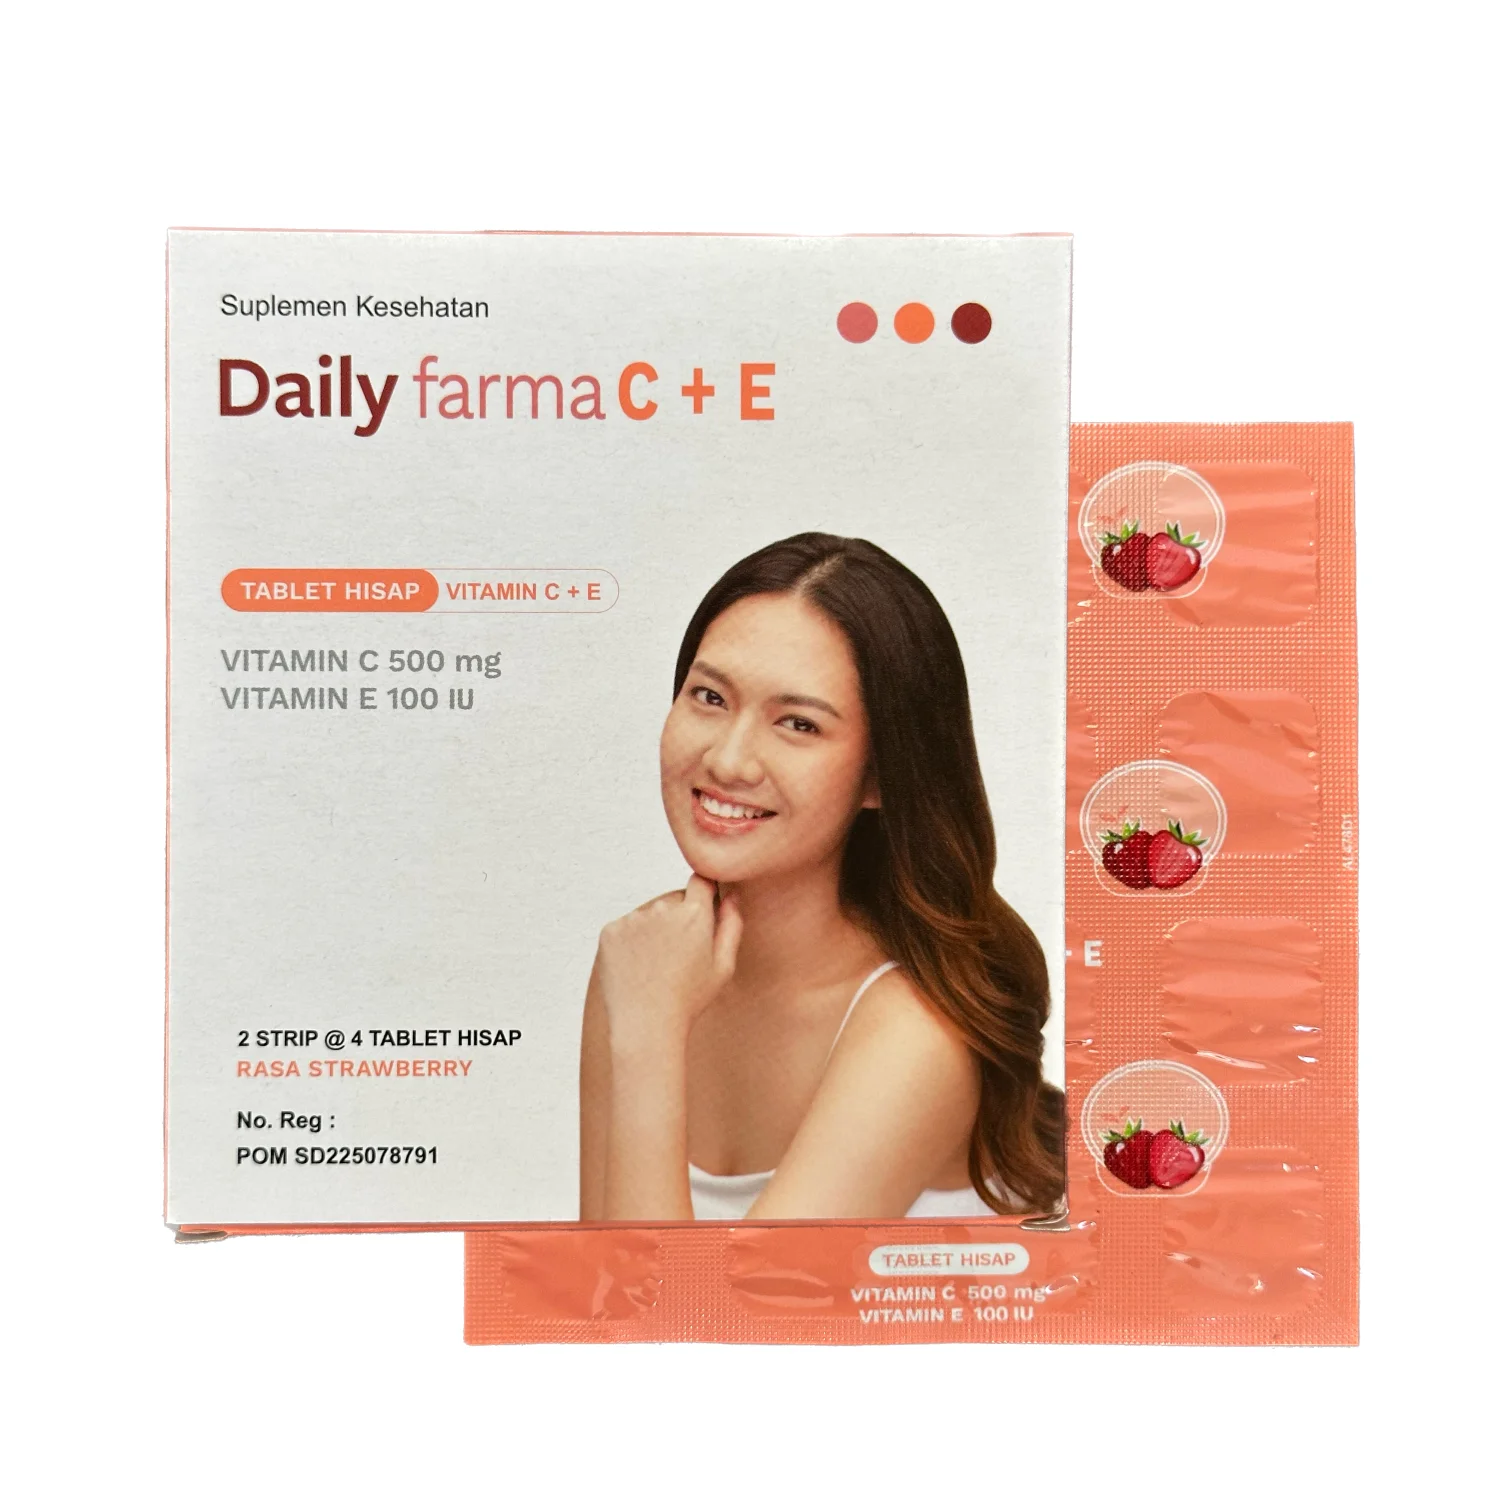 Suplemen Kesehatan
Daily farma C + E
TABLET HISAP VITAMIN C + E
VITAMIN C 500 mg
VITAMIN E 100 IU
2 STRIP @ 4 TABLET HISAP
RASA STRAWBERRY
No. Reg :
POM SD225078791
+ E
TABLET HISAP
VITAMIN C 500 mg
VITAMIN E 100 IU